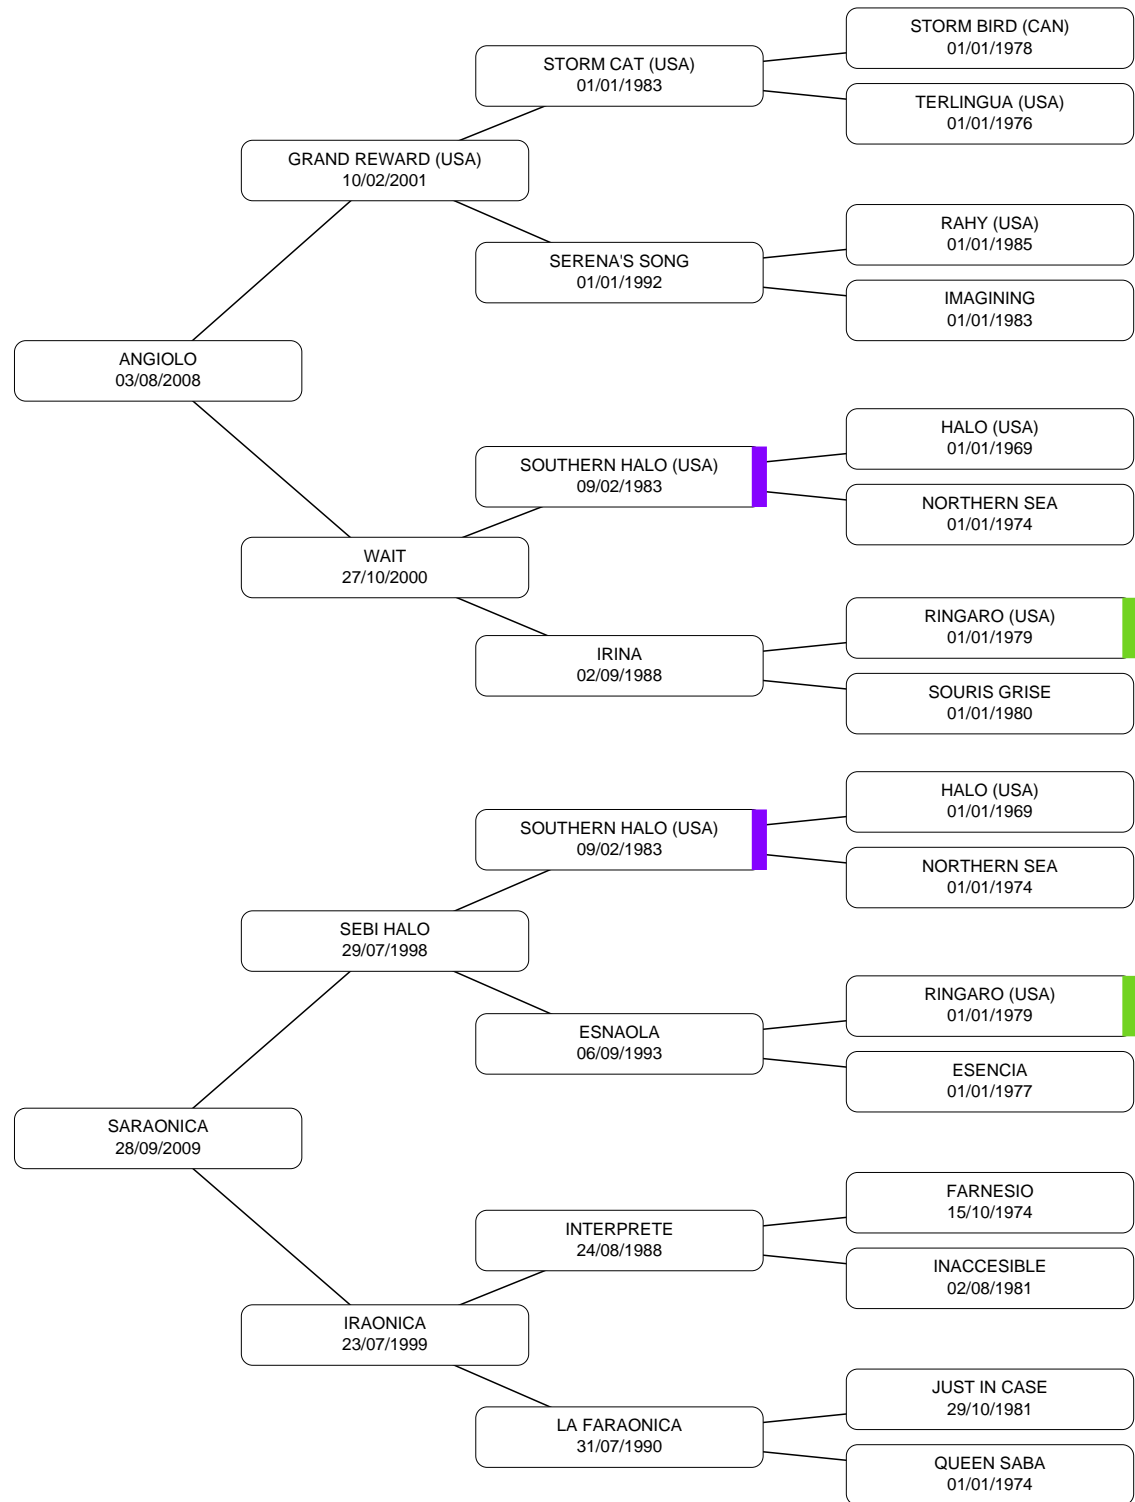 STORM BIRD (CAN)
01/01/1978
STORM CAT (USA)
01/01/1983
TERLINGUA (USA)
01/01/1976
GRAND REWARD (USA)
10/02/2001
RAHY (USA)
01/01/1985
SERENA'S SONG
01/01/1992
IMAGINING
01/01/1983
ANGIOLO
03/08/2008
HALO (USA)
01/01/1969
SOUTHERN HALO (USA)
09/02/1983
NORTHERN SEA
01/01/1974
WAIT
27/10/2000
RINGARO (USA)
01/01/1979
IRINA
02/09/1988
SOURIS GRISE
01/01/1980
HALO (USA)
01/01/1969
SOUTHERN HALO (USA)
09/02/1983
NORTHERN SEA
01/01/1974
SEBI HALO
29/07/1998
RINGARO (USA)
01/01/1979
ESNAOLA
06/09/1993
ESENCIA
01/01/1977
SARAONICA
28/09/2009
FARNESIO
15/10/1974
INTERPRETE
24/08/1988
INACCESIBLE
02/08/1981
IRAONICA
23/07/1999
JUST IN CASE
29/10/1981
LA FARAONICA
31/07/1990
QUEEN SABA
01/01/1974